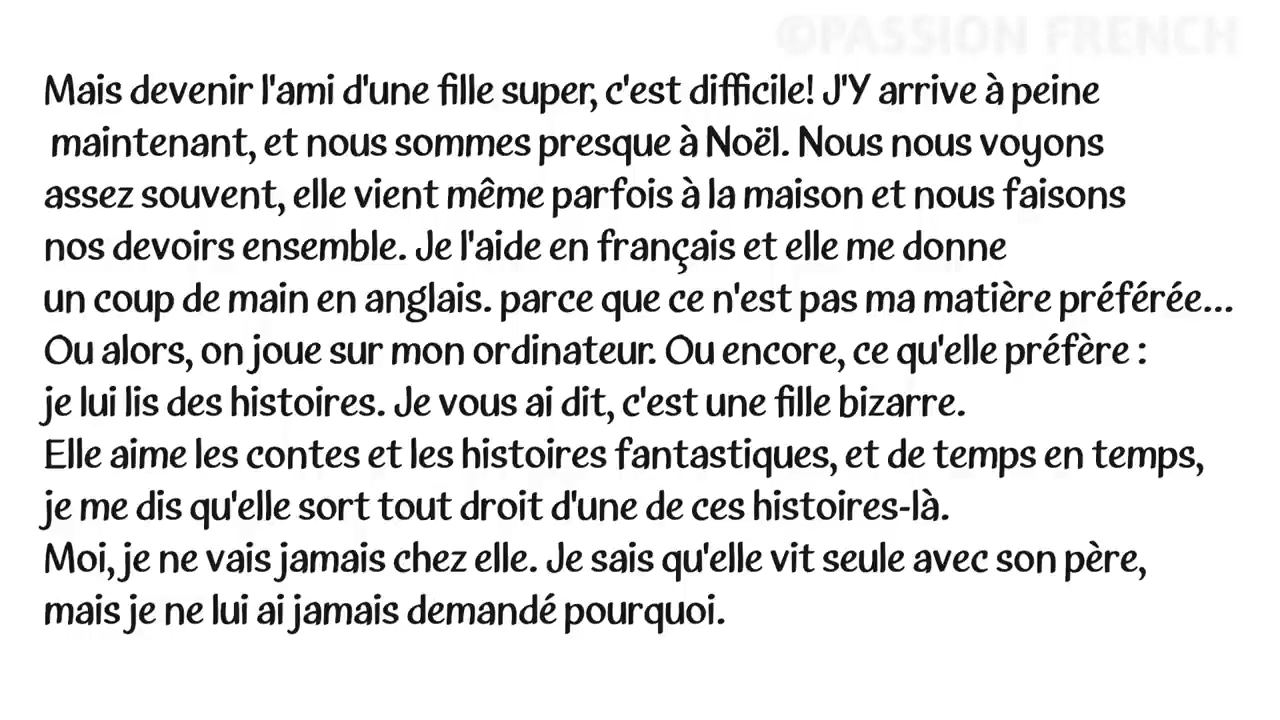 ©PASSION FRENCH
Mais devenir l'ami d'une fille super, c'est difficile! J'Y arrive à peine
maintenant, et nous sommes presque à Noël. Nous nous voyons
assez souvent, elle vient même parfois à la maison et nous faisons
nos devoirs ensemble. Je l'aide en français et elle me donne
un coup de main en anglais. parce que ce n'est pas ma matière préférée...
Ou alors, on joue sur mon ordinateur. Ou encore, ce qu'elle préfère :
je lui lis des histoires. Je vous ai dit, c'est une fille bizarre.
Elle aime les contes et les histoires fantastiques, et de temps en temps,
je me dis qu'elle sort tout droit d'une de ces histoires-là.
Moi, je ne vais jamais chez elle. Je sais qu'elle vit seule avec son père,
mais je ne lui ai jamais demandé pourquoi.